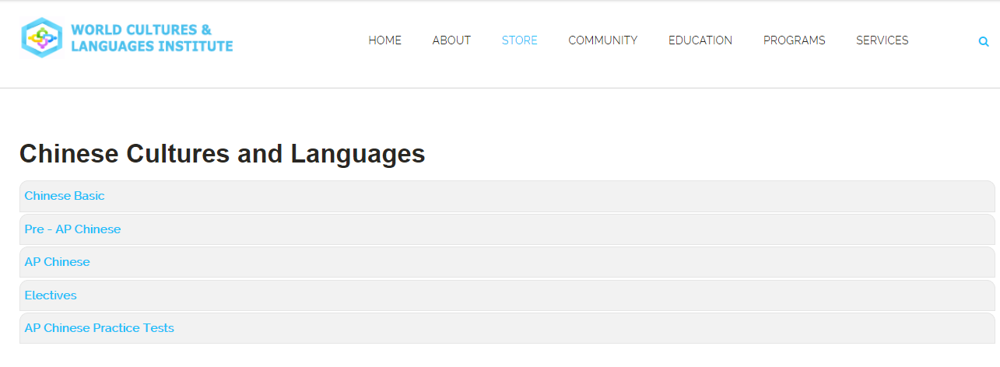 WORLD CULTURES &
LANGUAGES INSTITUTE
HOME ABOUT STORE COMMUNITY EDUCATION PROGRAMS SERVICES
Chinese Cultures and Languages
Chinese Basic
Pre - AP Chinese
AP Chinese
Electives
AP Chinese Practice Tests